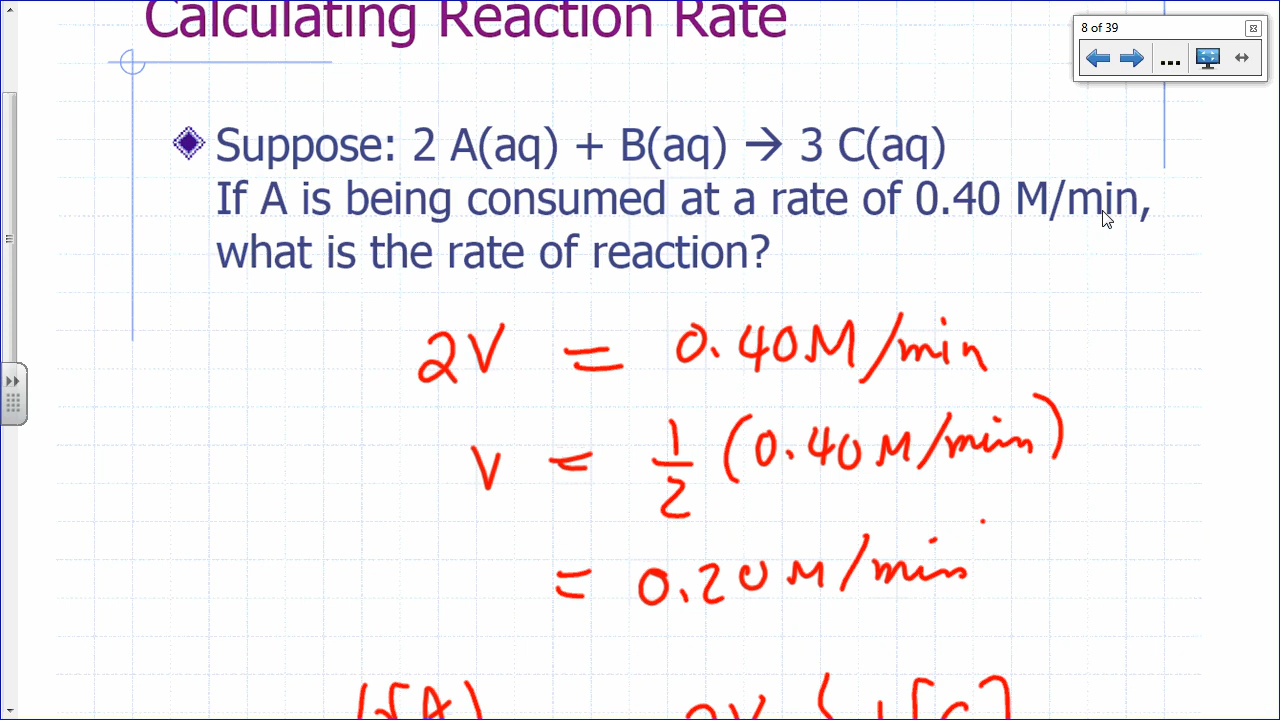 Calculating Reaction Rate
8 of 39
Suppose: 2 A(aq) + B(aq) → 3 C(aq)
If A is being consumed at a rate of 0.40 M/min,
what is the rate of reaction?
2V = 0.40 M/min
V = 1/2 (0.40 M/min)
= 0.20 M/min